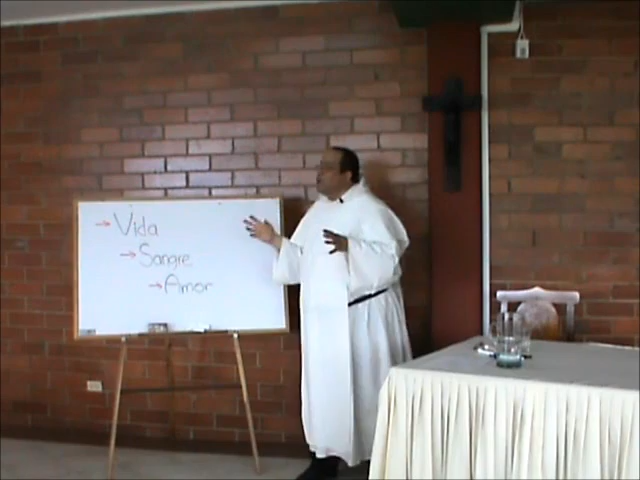 → Vida
→ Sangre
→ Amor